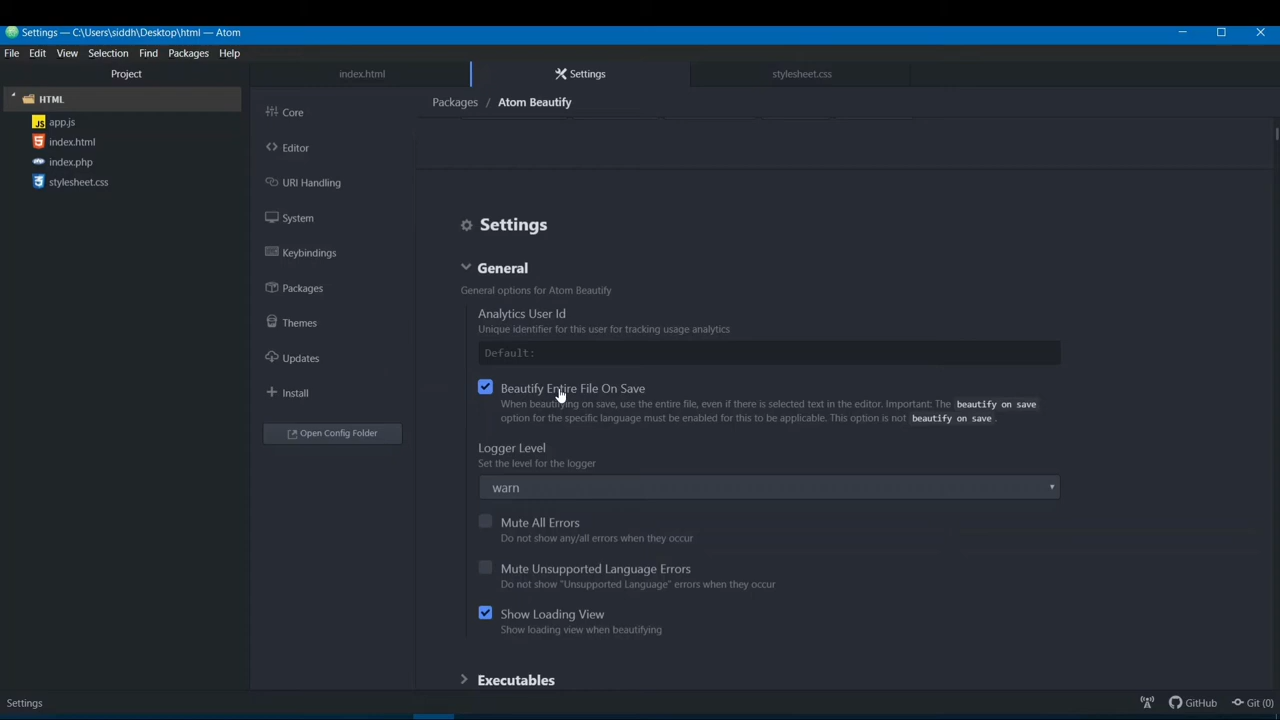 Settings — C:\Users\siddh\Desktop\html — Atom
File Edit View Selection Find Packages Help
Project
index.html
Settings
stylesheet.css
HTML
JS app.js
index.html
index.php
stylesheet.css
Core
Editor
URI Handling
System
Keybindings
Packages
Themes
Updates
Install
Open Config Folder
Packages / Atom Beautify
Settings
General
General options for Atom Beautify
Analytics User Id
Unique identifier for this user for tracking usage analytics
Default:
Beautify Entire File On Save
When beautifying on save, use the entire file, even if there is selected text in the editor. Important: The beautify on save
option for the specific language must be enabled for this to be applicable. This option is not beautify on save.
Logger Level
Set the level for the logger
warn
Mute All Errors
Do not show any/all errors when they occur
Mute Unsupported Language Errors
Do not show "Unsupported Language" errors when they occur
Show Loading View
Show loading view when beautifying
Executables
Settings
GitHub
Git (0)